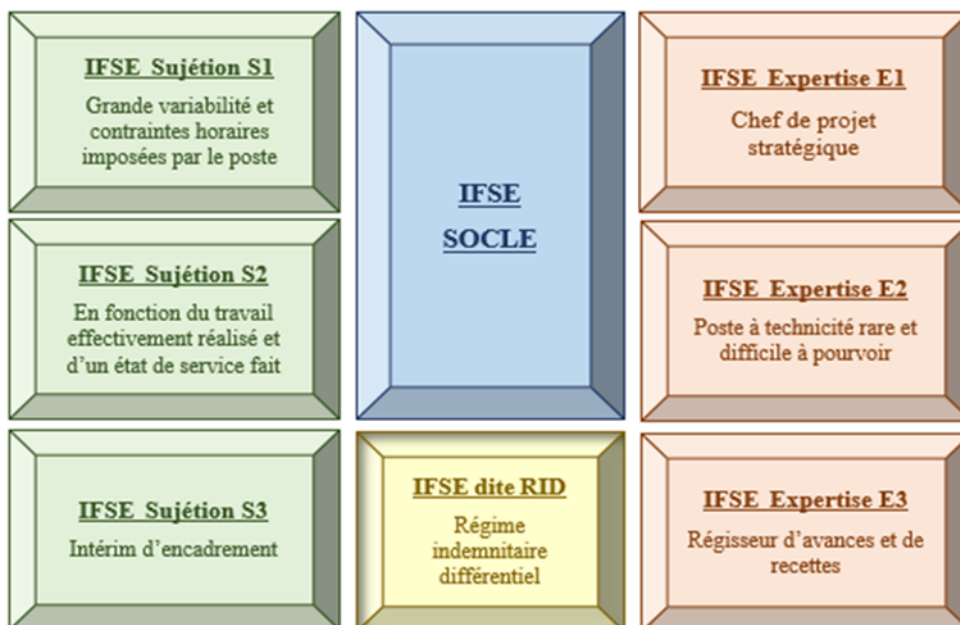 IFSE Sujétion S1
Grande variabilité et
contraintes horaires
imposées par le poste
IFSE Sujétion S2
En fonction du travail
effectivement réalisé et
d'un état de service fait
IFSE Sujétion S3
Intérim d'encadrement
IFSE
SOCLE
IFSE dite RID
Régime
indemnitaire
différentiel
IFSE Expertise E1
Chef de projet
stratégique
IFSE Expertise E2
Poste à technicité rare et
difficile à pourvoir
IFSE Expertise E3
Régisseur d'avances et de
recettes